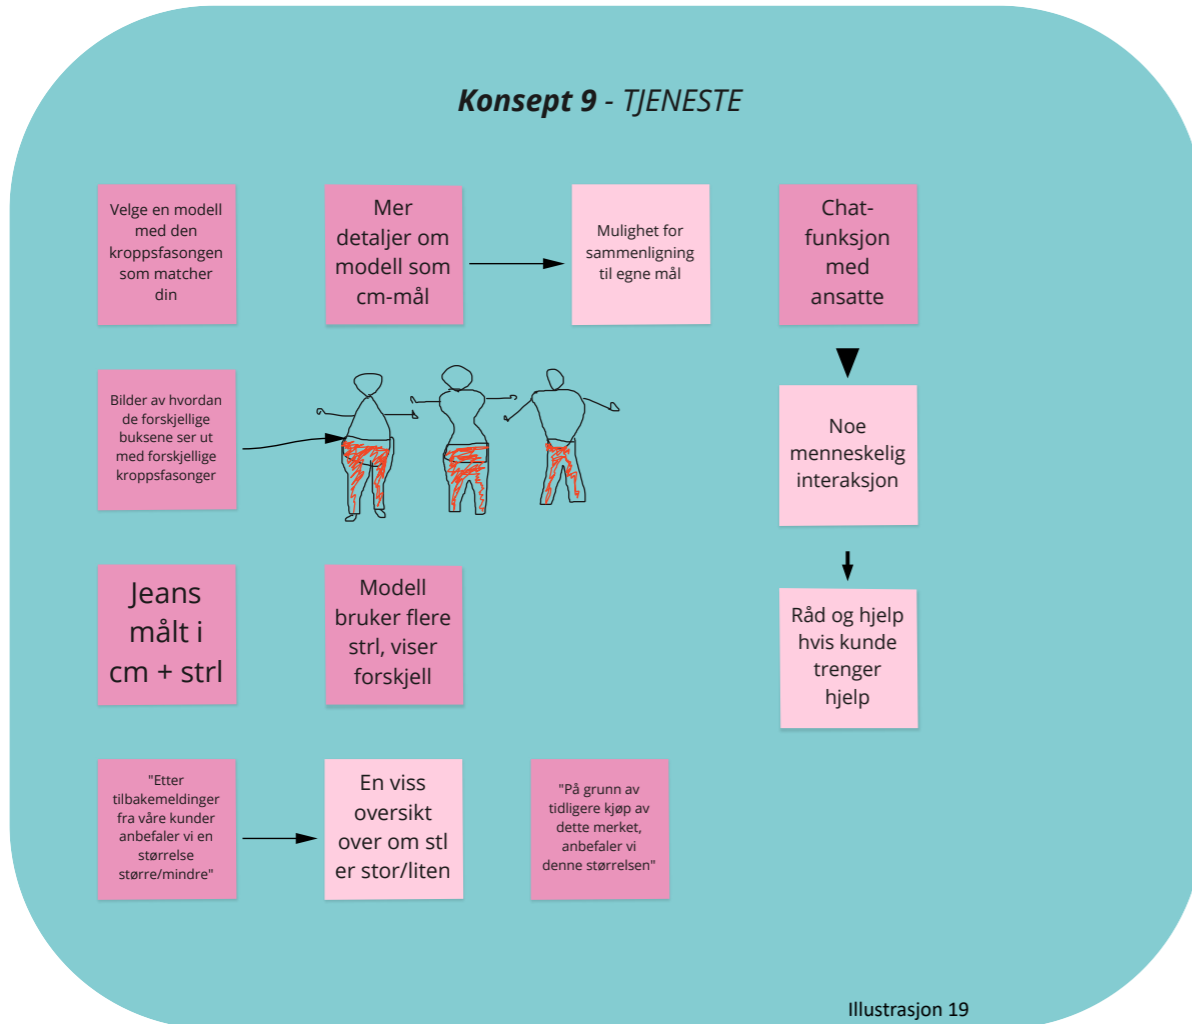 Konsept 9 - TJENESTE
Velge en modell
med den
kroppsfasongen
som matcher
din
Mer
detaljer om
modell som
cm-mål
Mulighet for
sammenligning
til egne mål
Chat-
funksjon
med
ansatte
Bilder av hvordan
de forskjellige
buksene ser ut
med forskjellige
kroppsfasonger
Noe
menneskelig
interaksjon
Jeans
målt i
cm + strl
Modell
bruker flere
strl, viser
forskjell
Råd og hjelp
hvis kunde
trenger
hjelp
"Etter
tilbakemeldinger
fra våre kunder
anbefaler vi en
størrelse
større/mindre"
En viss
oversikt
over om stl
er stor/liten
"På grunn av
tidligere kjøp av
dette merket,
anbefaler vi
denne størrelsen"
Illustrasjon 19